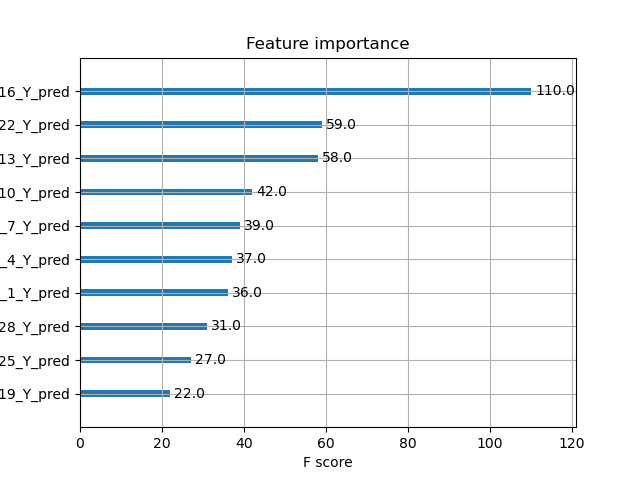 Feature importance
16_Y_pred 110.0
22_Y_pred 59.0
13_Y_pred 58.0
10_Y_pred 42.0
_7_Y_pred 39.0
_4_Y_pred 37.0
_1_Y_pred 36.0
28_Y_pred 31.0
25_Y_pred 27.0
19_Y_pred 22.0
0 20 40 60 80 100 120
F score